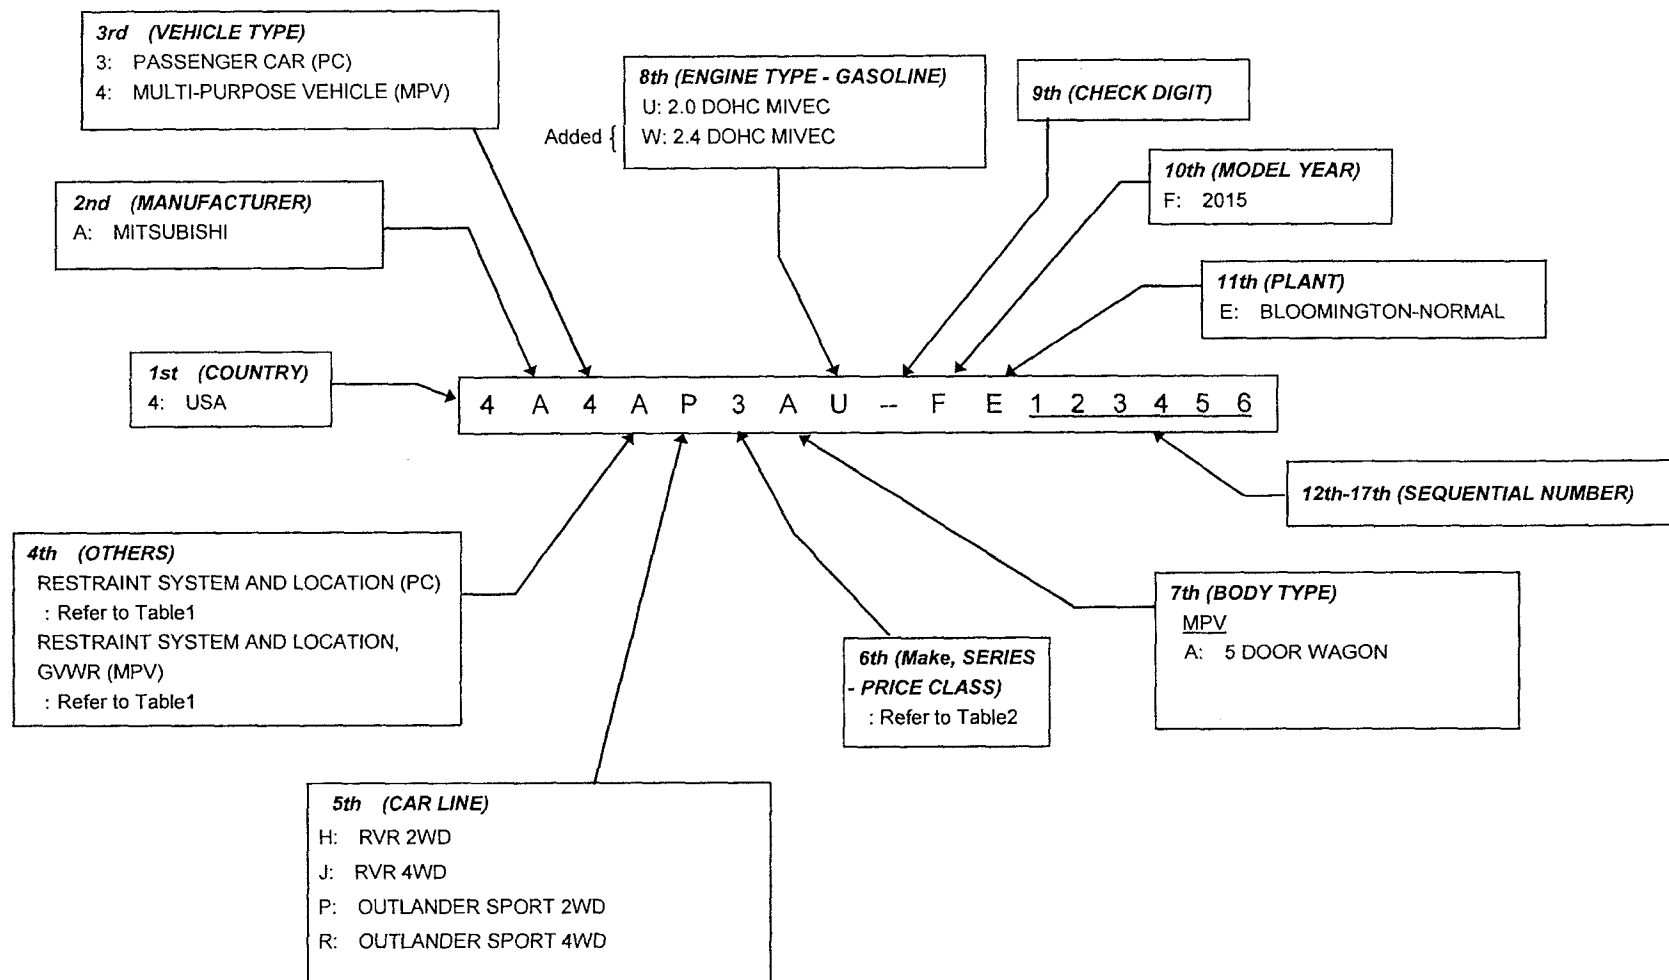 3rd (VEHICLE TYPE)
3: PASSENGER CAR (PC)
4: MULTI-PURPOSE VEHICLE (MPV)
8th (ENGINE TYPE - GASOLINE)
U: 2.0 DOHC MIVEC
Added { W: 2.4 DOHC MIVEC
9th (CHECK DIGIT)
10th (MODEL YEAR)
F: 2015
2nd (MANUFACTURER)
A: MITSUBISHI
11th (PLANT)
E: BLOOMINGTON-NORMAL
1st (COUNTRY)
4: USA
4 A 4 A P 3 A U -- F E 1 2 3 4 5 6
12th-17th (SEQUENTIAL NUMBER)
4th (OTHERS)
RESTRAINT SYSTEM AND LOCATION (PC)
: Refer to Table1
RESTRAINT SYSTEM AND LOCATION,
GVWR (MPV)
: Refer to Table1
6th (Make, SERIES
- PRICE CLASS)
: Refer to Table2
7th (BODY TYPE)
MPV
A: 5 DOOR WAGON
5th (CAR LINE)
H: RVR 2WD
J: RVR 4WD
P: OUTLANDER SPORT 2WD
R: OUTLANDER SPORT 4WD